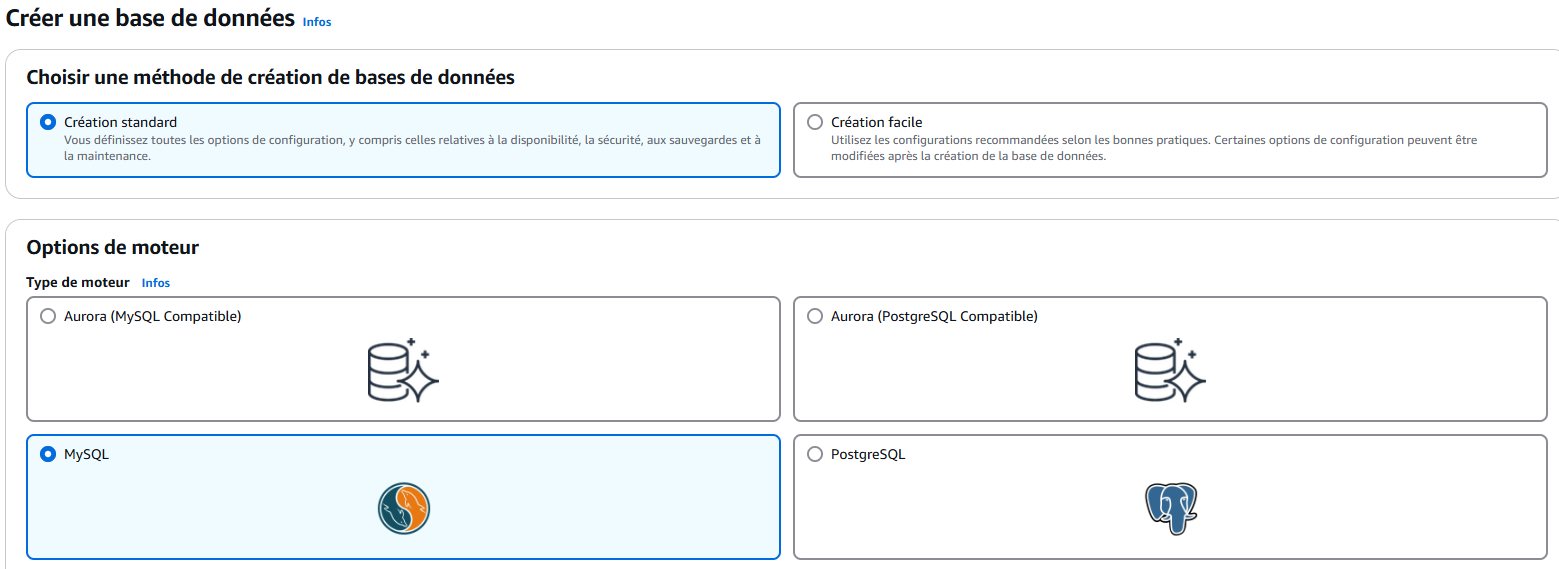 Créer une base de données Infos
Choisir une méthode de création de bases de données
Création standard
Vous définissez toutes les options de configuration, y compris celles relatives à la disponibilité, la sécurité, aux sauvegardes et à
la maintenance.
Création facile
Utilisez les configurations recommandées selon les bonnes pratiques. Certaines options de configuration peuvent être
modifiées après la création de la base de données.
Options de moteur
Type de moteur Infos
Aurora (MySQL Compatible)
Aurora (PostgreSQL Compatible)
MySQL
PostgreSQL